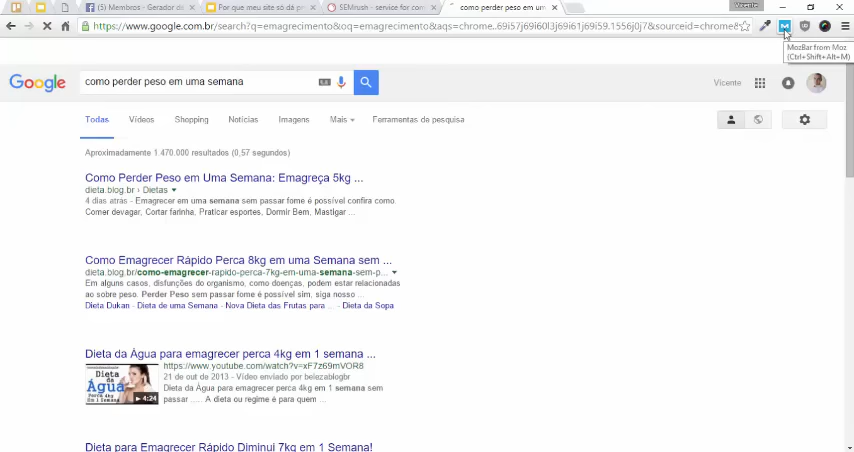 (5) Membros - Gerador de
Por que meu site só dá pr
SEMrush - service for com
como perder peso em um
Vicente
https://www.google.com.br/search?q=emagrecimento&oq=emagrecimento&aqs=chrome..69i57j69i60l3j69i61j69i59.1556j0j7&sourceid=chrome&
MozBar from Moz
(Ctrl+Shift+Alt+M)
Google
como perder peso em uma semana
Vicente
Todas Vídeos Shopping Notícias Imagens Mais Ferramentas de pesquisa
Aproximadamente 1.470.000 resultados (0,57 segundos)
Como Perder Peso em Uma Semana: Emagreça 5kg ...
dieta.blog.br › Dietas
4 dias atrás - Emagrecer em uma semana sem passar fome é possível confira como.
Comer devagar, Cortar farinha, Praticar esportes, Dormir Bem, Mastigar ...
Como Emagrecer Rápido Perca 8kg em uma Semana sem ...
dieta.blog.br/como-emagrecer-rapido-perca-7kg-em-uma-semana-sem-p...
Em alguns casos, disfunções do organismo, como doenças, podem estar relacionadas
ao sobre peso. Perder Peso sem passar fome é possível sim, siga nosso ...
Dieta Dukan - Dieta de uma Semana - Nova Dieta das Frutas para ... - Dieta da Sopa
Dieta da Água para emagrecer perca 4kg em 1 semana ...
https://www.youtube.com/watch?v=xF7z69mVOR8
21 de out de 2013 - Vídeo enviado por belezablogbr
Dieta da Água para emagrecer perca 4kg em 1 semana sem
passar ..... A dieta ou regime é para quem ...
Dieta da
Água
Perca 4Kg
Em 1 Semana
4:24
Dieta para Emagrecer Rápido Diminui 7kg em 1 Semana!